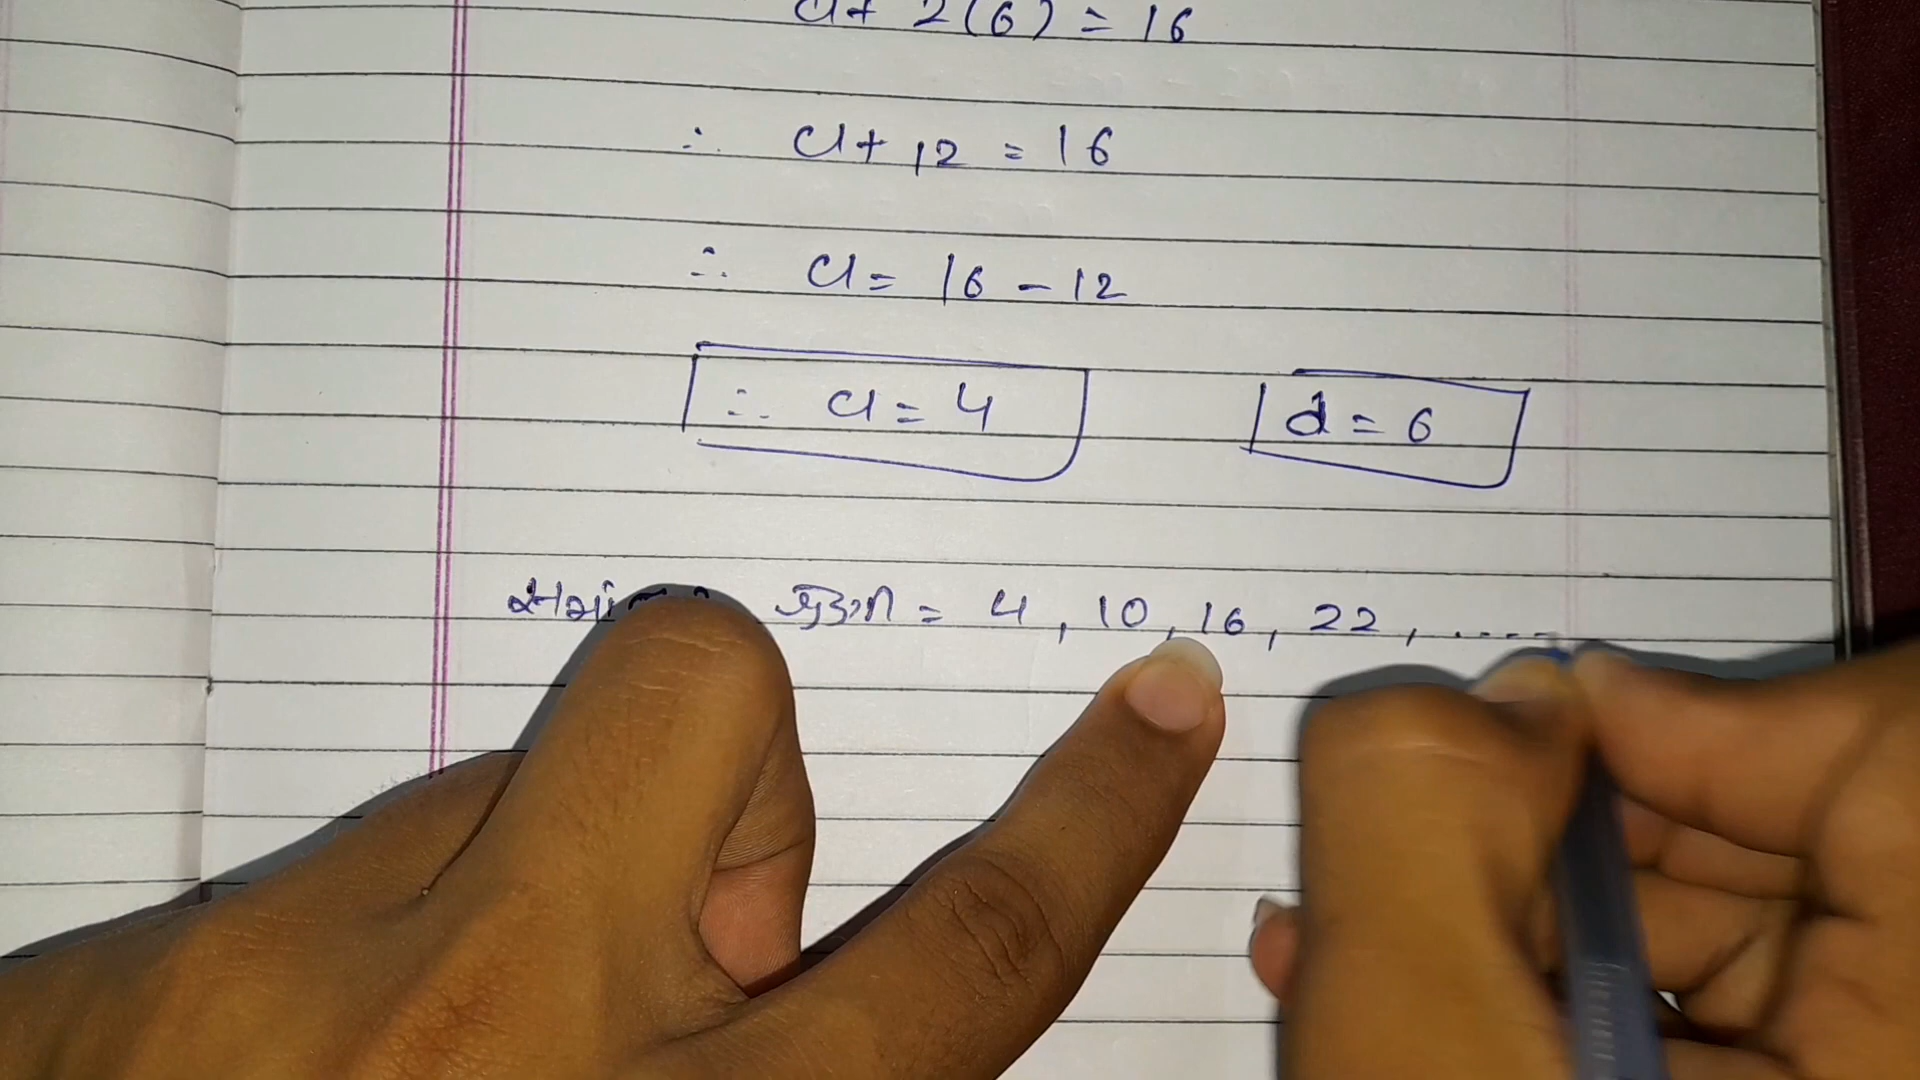 a + 2(6) = 16
∴ a + 12 = 16
∴ a = 16 - 12
∴ a = 4 d = 6
= 4, 10, 16, 22, .....